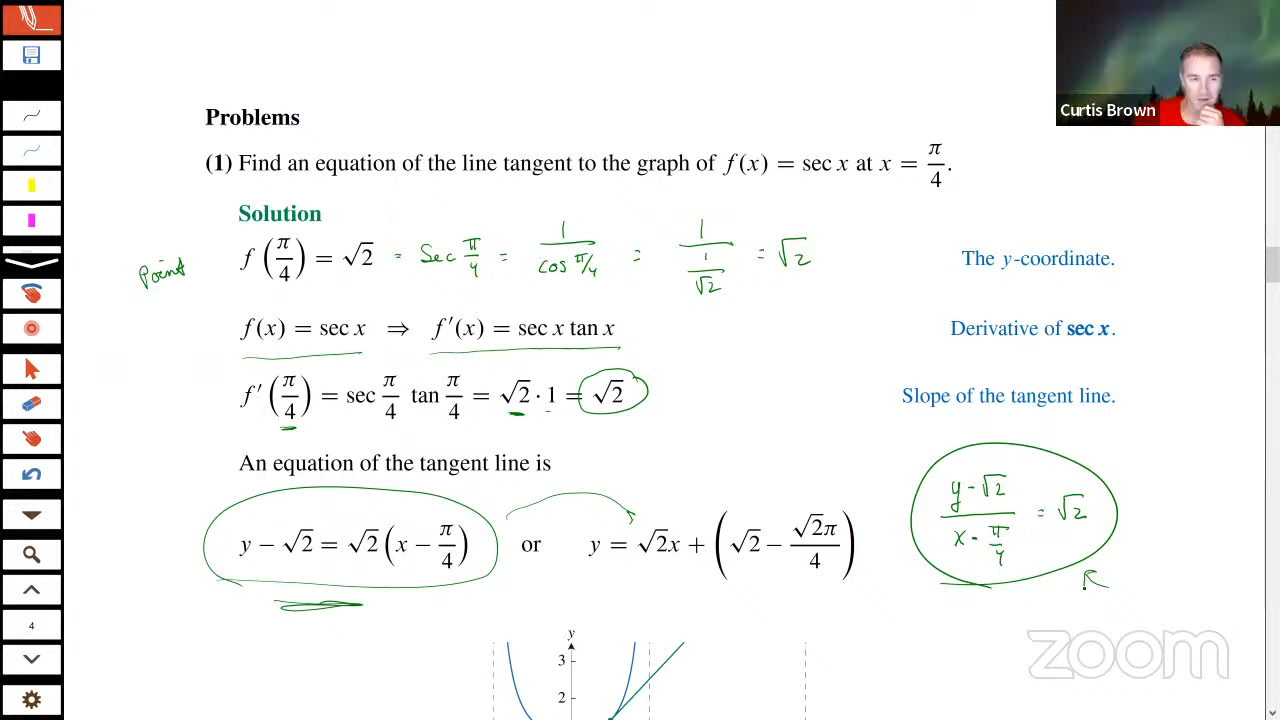 Curtis Brown
Problems
(1) Find an equation of the line tangent to the graph of f(x) = sec x at x = π/4.
Solution
Point
f(π/4) = √2 = Sec π/4 = 1/cos π/4 = 1/(1/√2) = √2 The y-coordinate.
f(x) = sec x ⇒ f′(x) = sec x tan x Derivative of sec x.
f′(π/4) = sec π/4 tan π/4 = √2 · 1 = √2 Slope of the tangent line.
An equation of the tangent line is
y − √2 = √2(x − π/4) or y = √2x + (√2 − √2π/4)
(y - √2)/(x - π/4) = √2
4
zoom
y
3
2